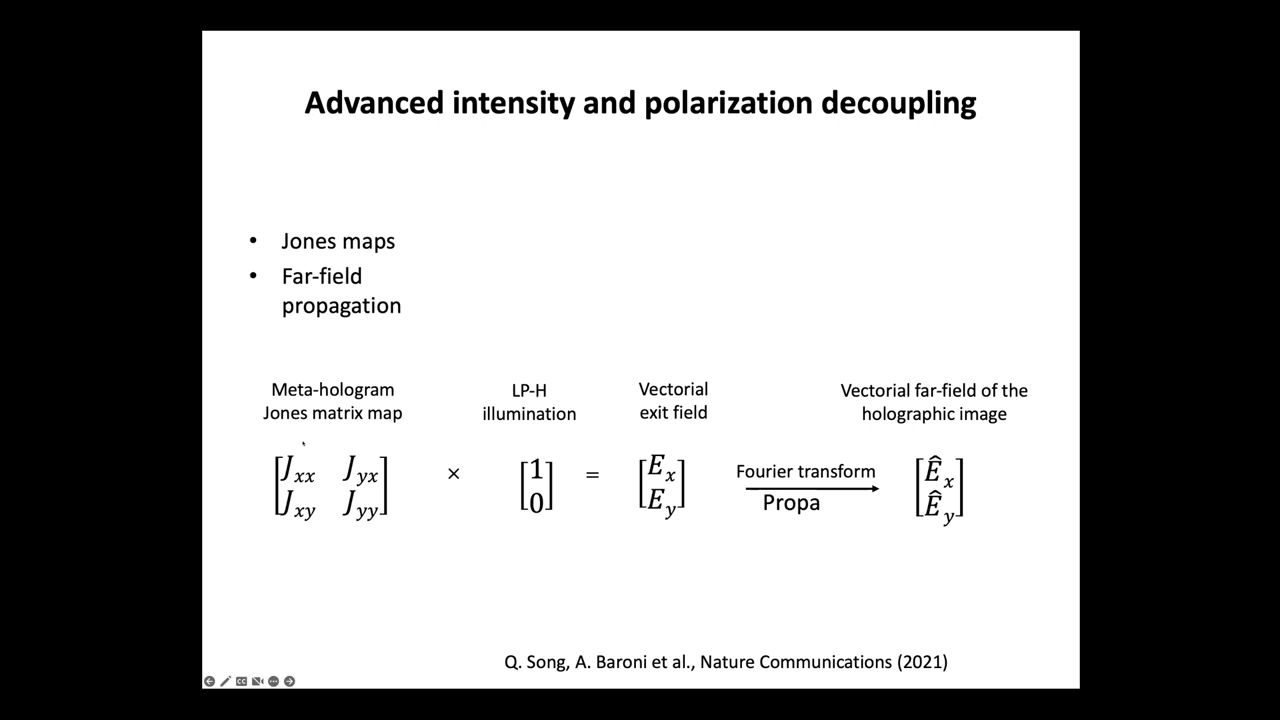 Advanced intensity and polarization decoupling
• Jones maps
• Far-field
propagation
Meta-hologram
Jones matrix map
LP-H
illumination
Vectorial
exit field
Vectorial far-field of the
holographic image
[J_xx J_yx] × [1] = [E_x] Fourier transform [Ê_x]
[J_xy J_yy] [0] [E_y] Propa [Ê_y]
Q. Song, A. Baroni et al., Nature Communications (2021)
CC